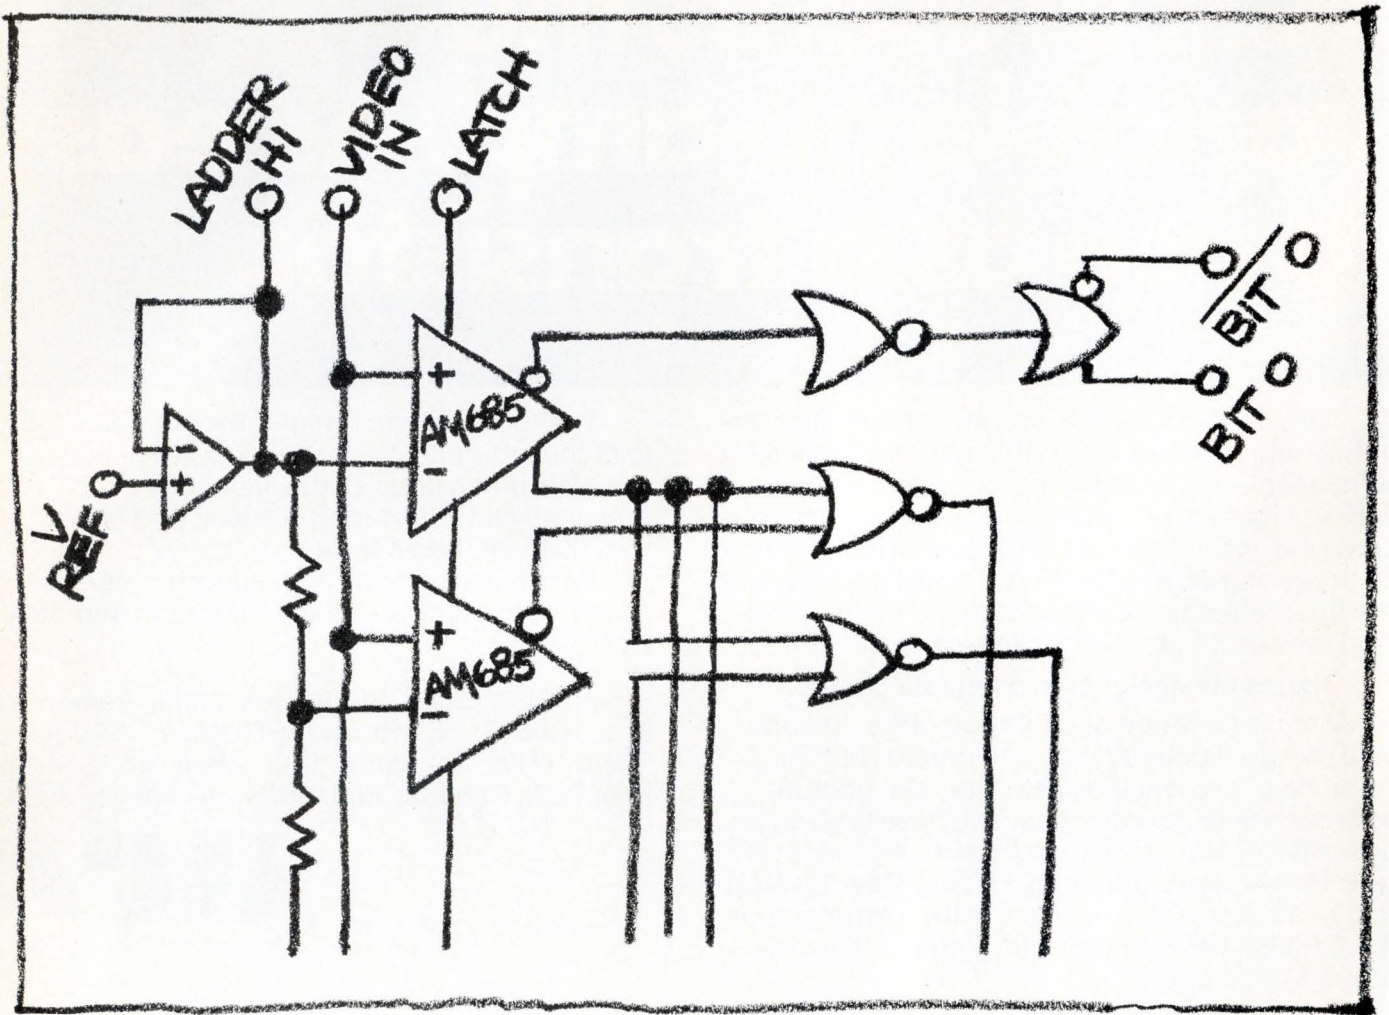 LADDER
HI
VIDEO
IN
LATCH
V
REF
-
+
+
AM685
-
+
AM685
-
BIT 0
BIT 0